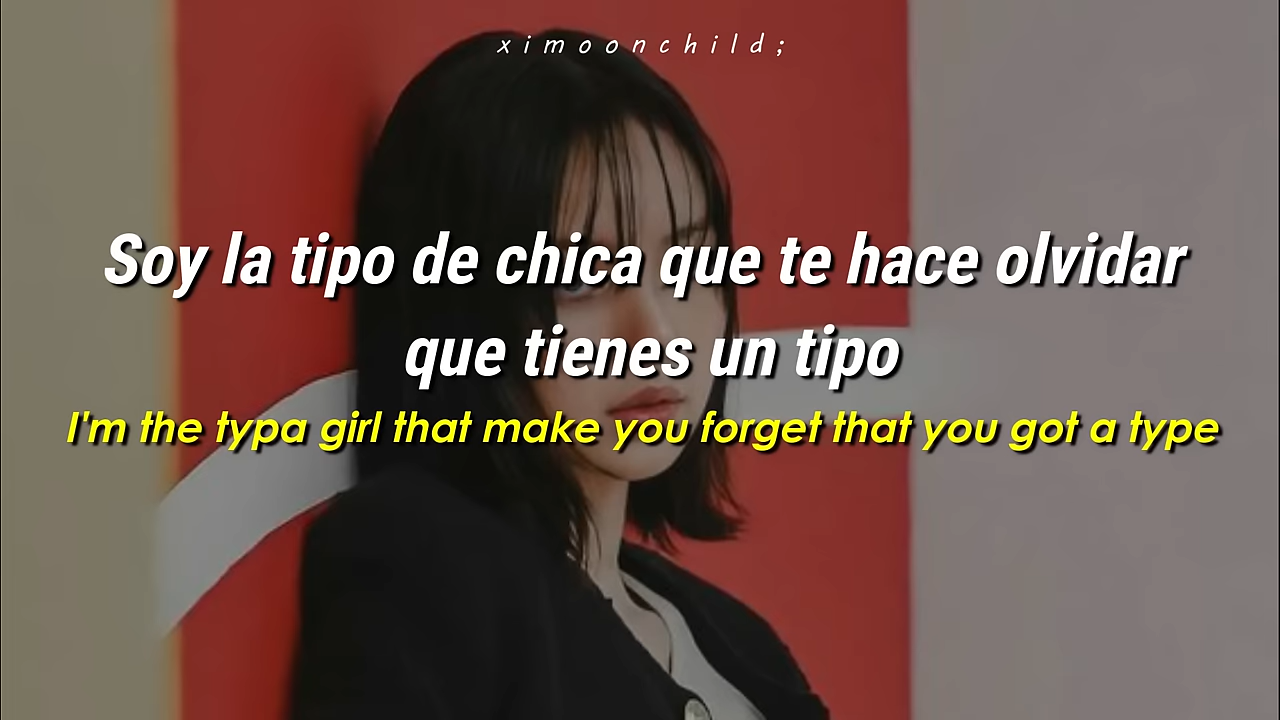 ximoonchild;
Soy la tipo de chica que te hace olvidar
que tienes un tipo
I'm the typa girl that make you forget that you got a type